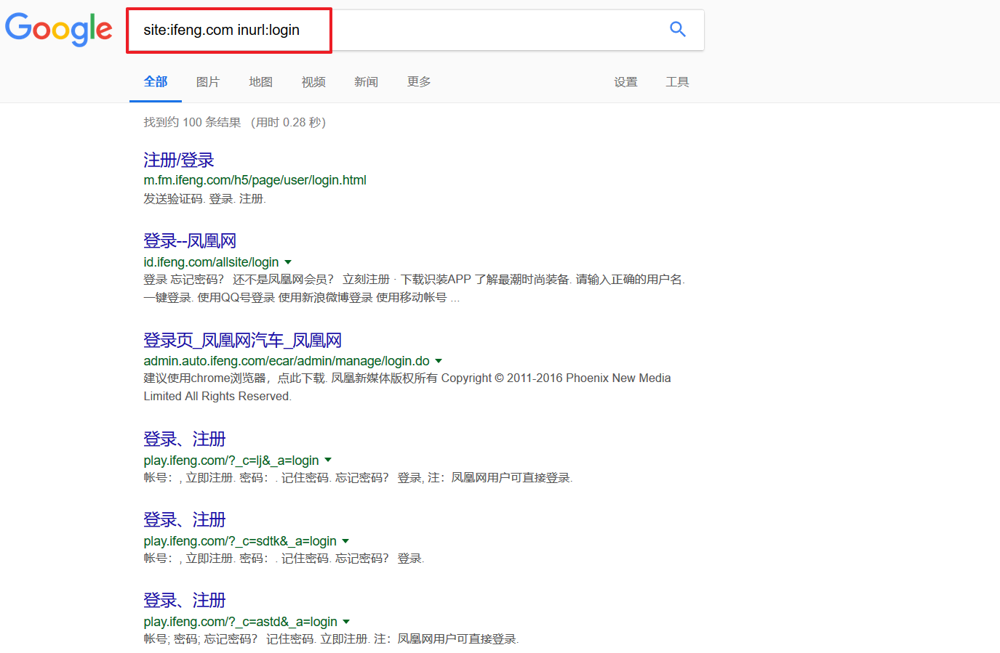 Google
site:ifeng.com inurl:login
全部 图片 地图 视频 新闻 更多 设置 工具
找到约 100 条结果 （用时 0.28 秒）
注册/登录
m.fm.ifeng.com/h5/page/user/login.html
发送验证码. 登录. 注册.
登录--凤凰网
id.ifeng.com/allsite/login
登录 忘记密码？ 还不是凤凰网会员？ 立刻注册 · 下载识装APP 了解最潮时尚装备. 请输入正确的用户名.
一键登录. 使用QQ号登录 使用新浪微博登录 使用移动帐号 ...
登录页_凤凰网汽车_凤凰网
admin.auto.ifeng.com/ecar/admin/manage/login.do
建议使用chrome浏览器，点此下载. 凤凰新媒体版权所有 Copyright © 2011-2016 Phoenix New Media
Limited All Rights Reserved.
登录、注册
play.ifeng.com/?_c=lj&_a=login
帐号：, 立即注册. 密码：. 记住密码. 忘记密码？ 登录, 注：凤凰网用户可直接登录.
登录、注册
play.ifeng.com/?_c=sdtk&_a=login
帐号：, 立即注册. 密码：. 记住密码. 忘记密码？ 登录.
登录、注册
play.ifeng.com/?_c=astd&_a=login
帐号; 密码; 忘记密码？ 记住密码. 立即注册. 注：凤凰网用户可直接登录.